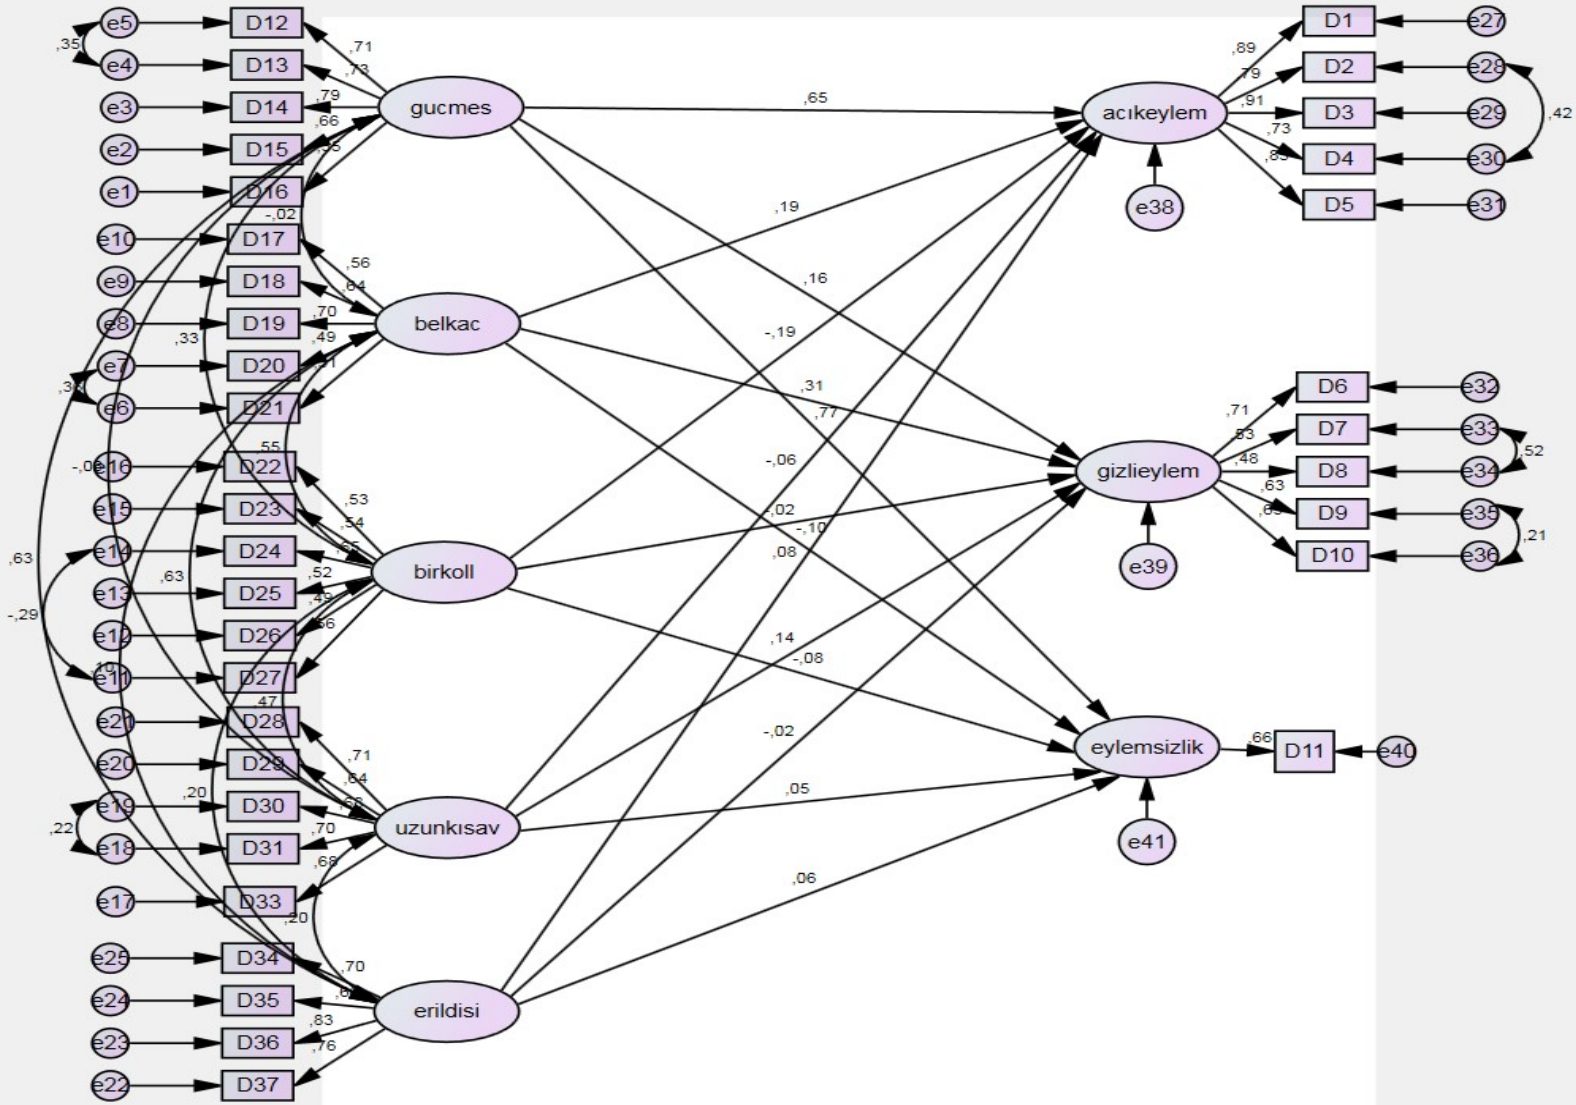 e5 D12
,35
,71
e4 D13
,73
e3 D14
,79
gucmes
,65
e2 D15
,66
e1 D16
-,02
e10 D17
,56
e9 D18
,64
e8 D19
,70
belkac
,33
,49
e7 D20
e6 D21
,55
e16 D22
,53
e15 D23
,54
e14 D24
birkoll
,63
,63
,52
e13 D25
-,29
,49
e12 D26
e11 D27
,10
,47
e21 D28
,71
e20 D29
,64
,20
e19 D30
,22
,70
uzunkısav
e18 D31
,68
e17 D33
,20
e25 D34
,70
e24 D35
erildisi
,83
e23 D36
,76
e22 D37
,19
,16
-,19
,31
,77
-,06
-,02
-,10
,08
,14
-,08
-,02
,05
,06
acıkeylem
e38
,89
D1 e27
,79
D2 e28
,91
D3 e29
,42
,73
D4 e30
D5 e31
gizlieylem
e39
,71
D6 e32
,53
D7 e33
,52
,48
D8 e34
,63
D9 e35
,21
D10 e36
eylemsizlik
e41
,66
D11 e40